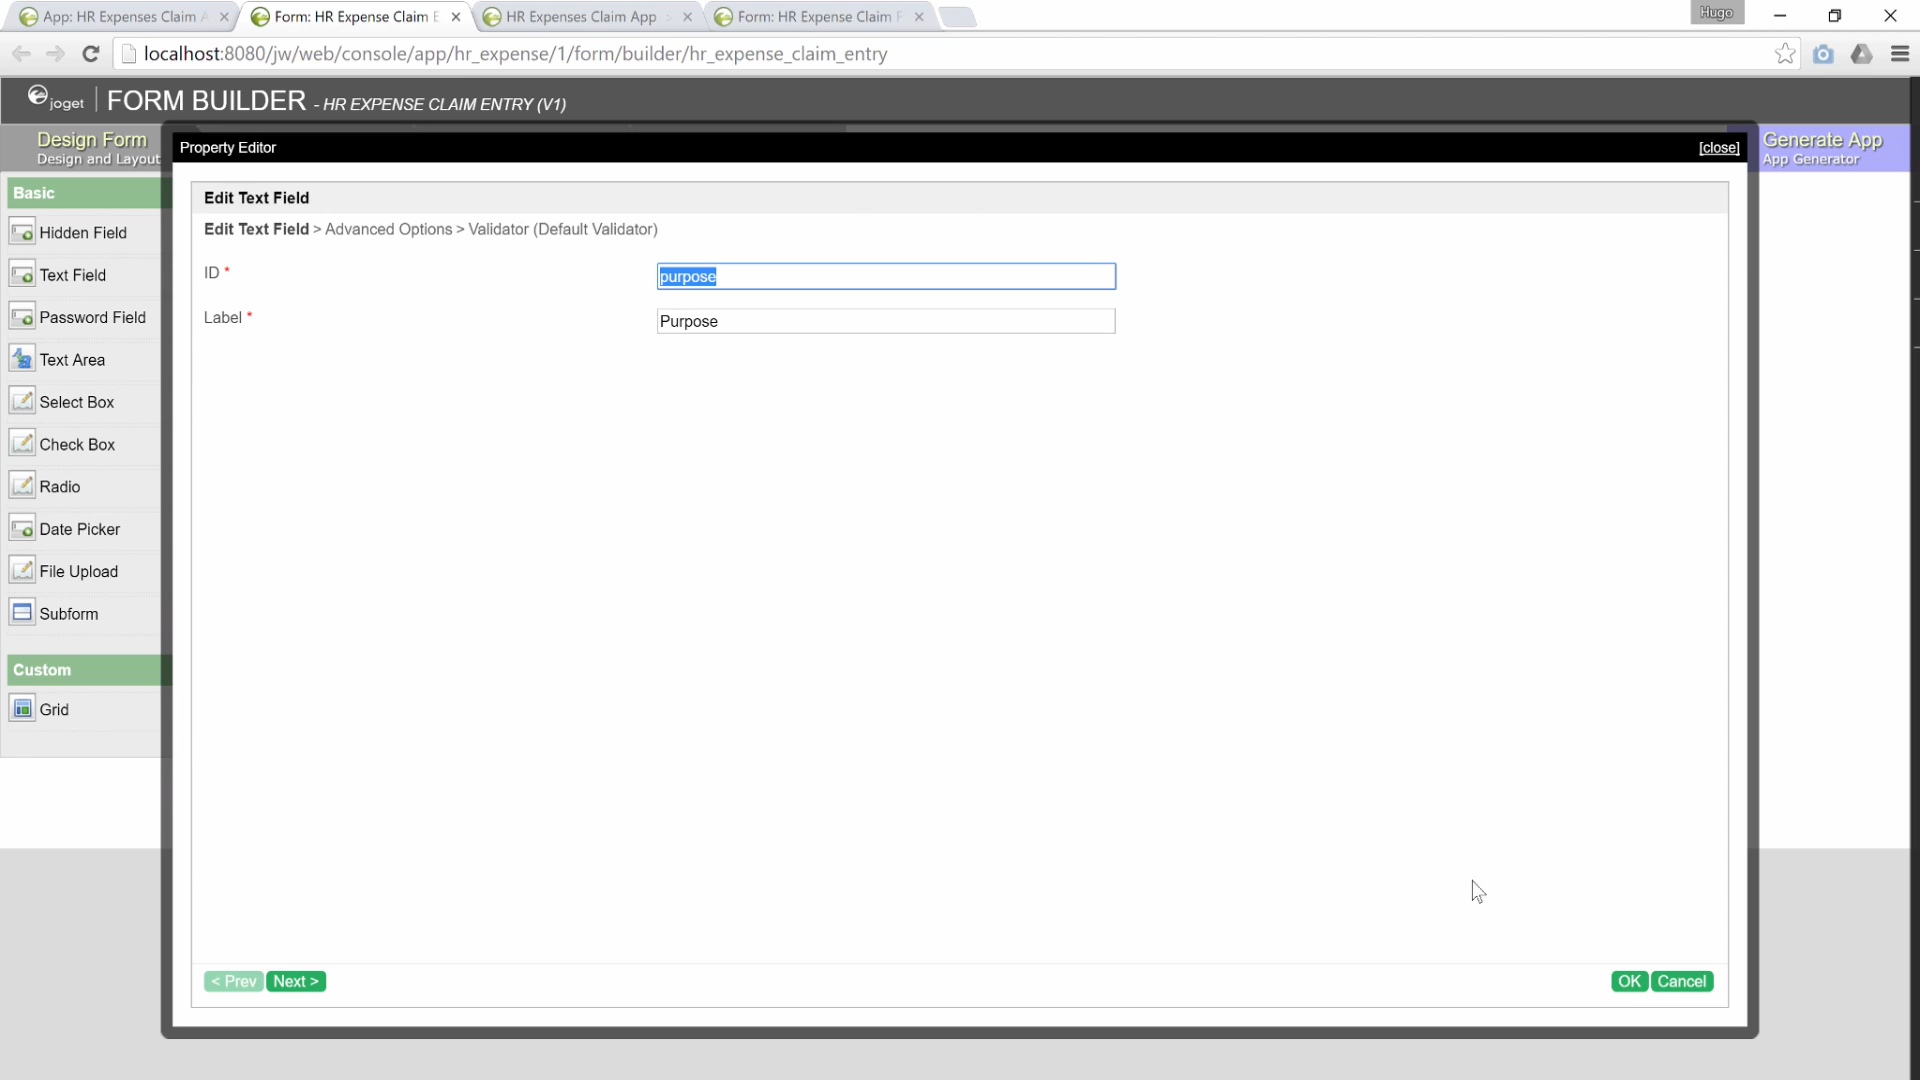 App: HR Expenses Claim A
Form: HR Expense Claim E
HR Expenses Claim App
Form: HR Expense Claim F
Hugo
localhost:8080/jw/web/console/app/hr_expense/1/form/builder/hr_expense_claim_entry
joget FORM BUILDER - HR EXPENSE CLAIM ENTRY (V1)
Design Form
Design and Layout
Generate App
App Generator
Property Editor
[close]
Basic
Hidden Field
Text Field
Password Field
Text Area
Select Box
Check Box
Radio
Date Picker
File Upload
Subform
Custom
Grid
Edit Text Field
Edit Text Field > Advanced Options > Validator (Default Validator)
ID * purpose
Label * Purpose
< Prev Next >
OK Cancel